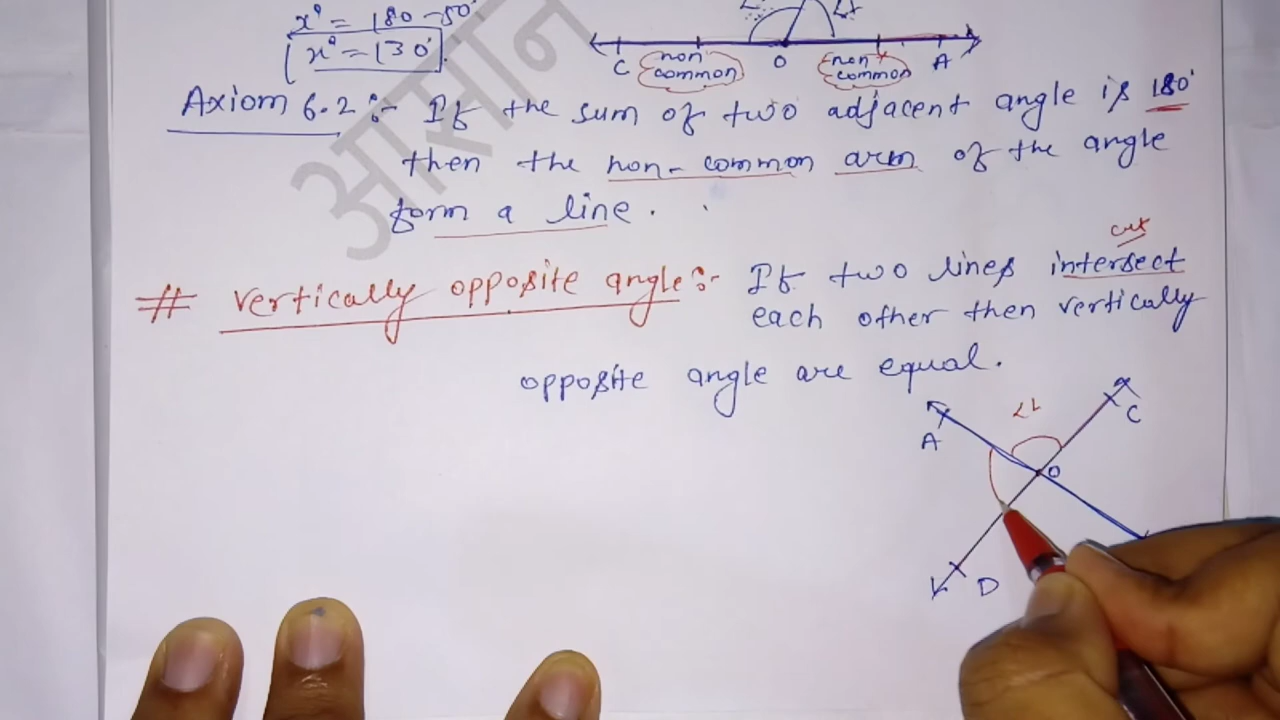 x° = 180 - 50°
x° = 130°
C non common O non common A
Axiom 6.2 :- If the sum of two adjacent angle is 180°
then the non-common arm of the angle
form a line.
cut
# Vertically opposite angle :- If two lines intersect
each other then vertically
opposite angle are equal.
A ∠1 C
O
D
आसान